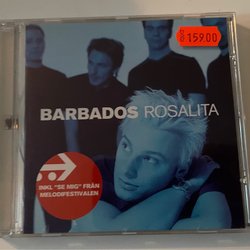 159.00
BARBADOS ROSALITA
INKL "SE MIG" FRÅN
MELODIFESTIVALEN